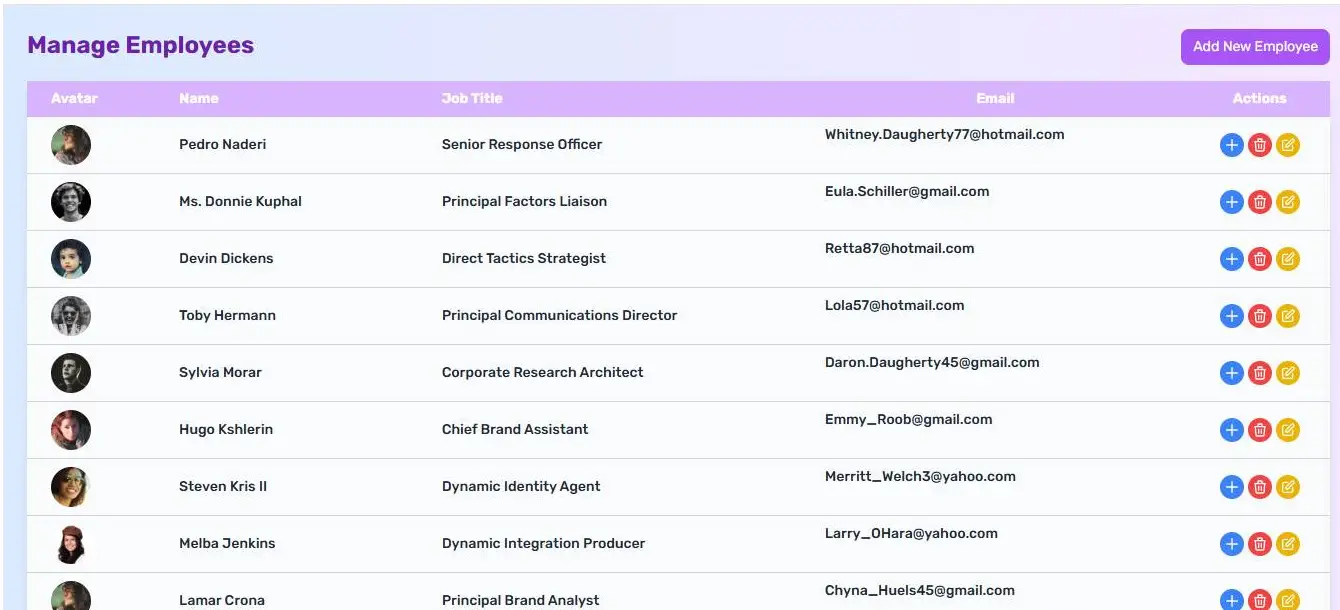 Manage Employees
Add New Employee
Avatar Name Job Title Email Actions
Pedro Naderi Senior Response Officer Whitney.Daugherty77@hotmail.com
Ms. Donnie Kuphal Principal Factors Liaison Eula.Schiller@gmail.com
Devin Dickens Direct Tactics Strategist Retta87@hotmail.com
Toby Hermann Principal Communications Director Lola57@hotmail.com
Sylvia Morar Corporate Research Architect Daron.Daugherty45@gmail.com
Hugo Kshlerin Chief Brand Assistant Emmy_Roob@gmail.com
Steven Kris II Dynamic Identity Agent Merritt_Welch3@yahoo.com
Melba Jenkins Dynamic Integration Producer Larry_OHara@yahoo.com
Lamar Crona Principal Brand Analyst Chyna_Huels45@gmail.com